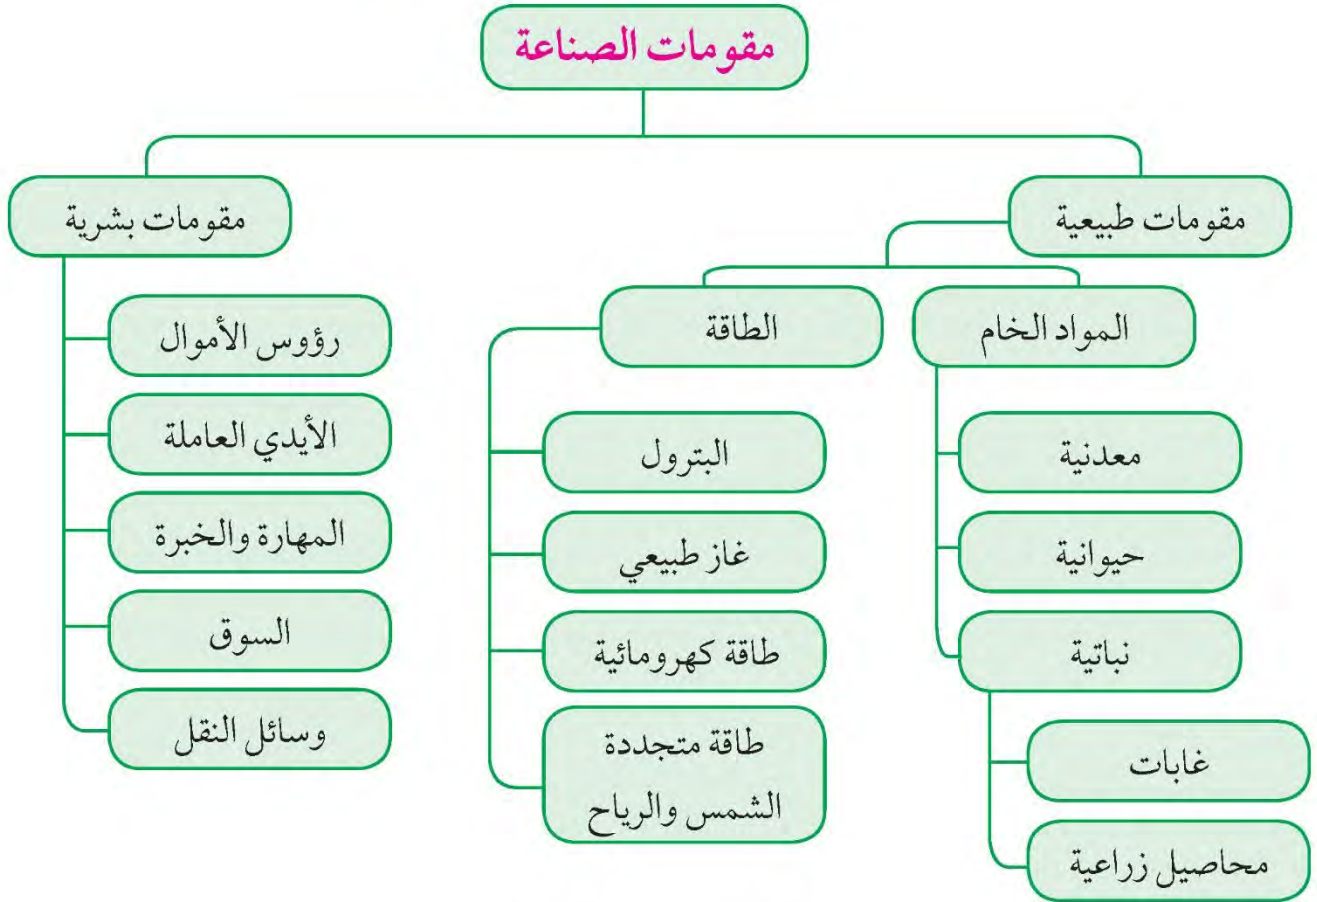 مقومات الصناعة
مقومات طبيعية
المواد الخام
معدنية
حيوانية
نباتية
غابات
محاصيل زراعية
الطاقة
البترول
غاز طبيعي
طاقة كهرومائية
طاقة متجددة
الشمس والرياح
مقومات بشرية
رؤوس الأموال
الأيدي العاملة
المهارة والخبرة
السوق
وسائل النقل